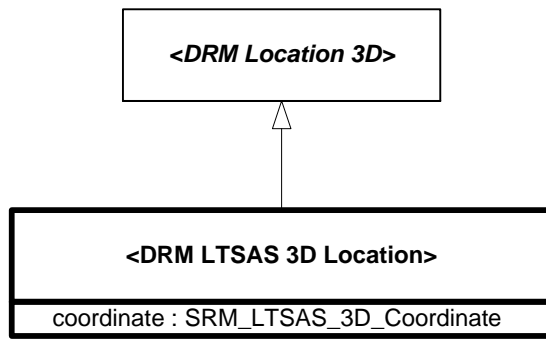 <DRM Location 3D>
<DRM LTSAS 3D Location>
coordinate : SRM_LTSAS_3D_Coordinate